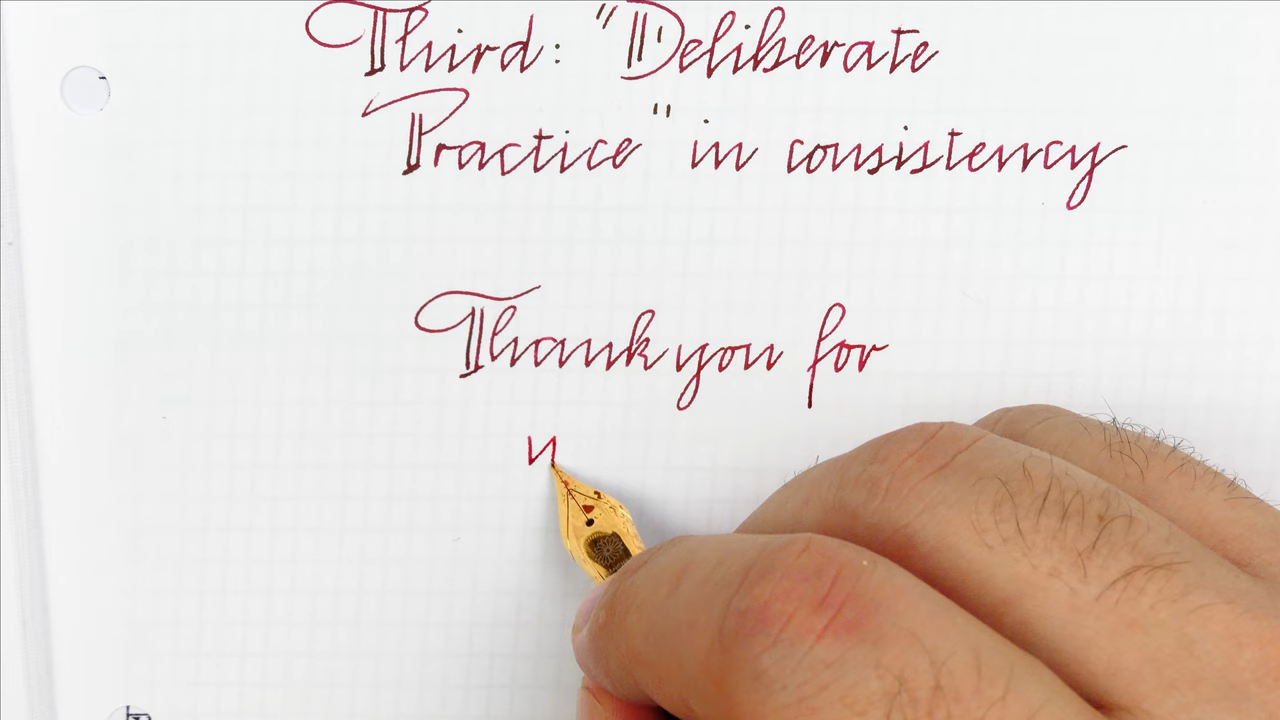 Third: "Deliberate
Practice" in consistency
Thank you for